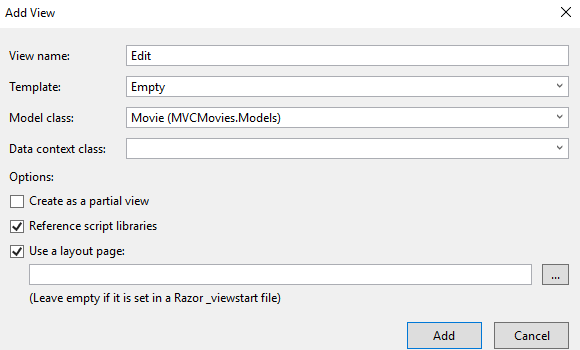 Add View
View name: Edit
Template: Empty
Model class: Movie (MVCMovies.Models)
Data context class:
Options:
Create as a partial view
Reference script libraries
Use a layout page:
...
(Leave empty if it is set in a Razor _viewstart file)
Add Cancel